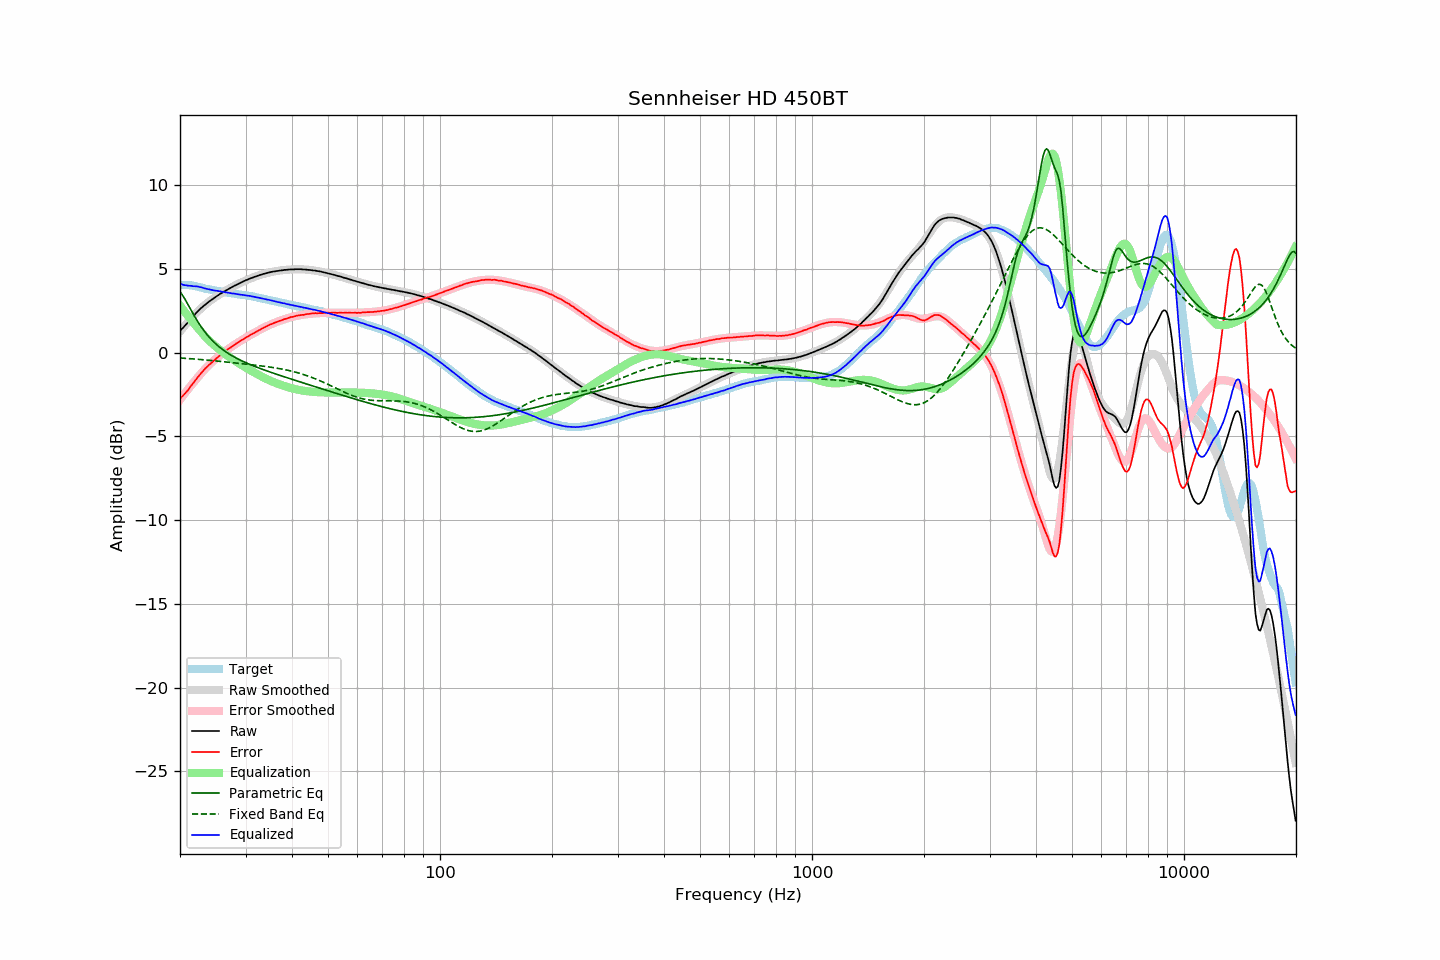 Sennheiser HD 450BT
10
5
0
−5
−10
−15
−20
−25
Amplitude (dBr)
Target
Raw Smoothed
Error Smoothed
Raw
Error
Equalization
Parametric Eq
Fixed Band Eq
Equalized
100 1000 10000
Frequency (Hz)